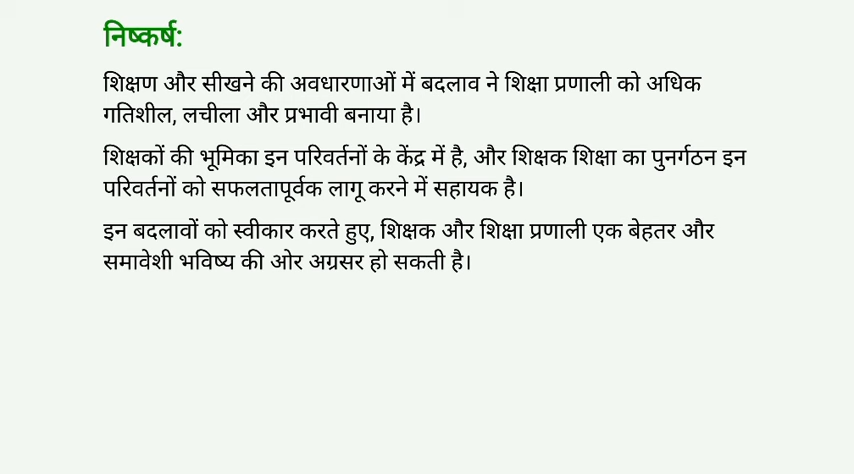 निष्कर्ष:
शिक्षण और सीखने की अवधारणाओं में बदलाव ने शिक्षा प्रणाली को अधिक
गतिशील, लचीला और प्रभावी बनाया है।
शिक्षकों की भूमिका इन परिवर्तनों के केंद्र में है, और शिक्षक शिक्षा का पुनर्गठन इन
परिवर्तनों को सफलतापूर्वक लागू करने में सहायक है।
इन बदलावों को स्वीकार करते हुए, शिक्षक और शिक्षा प्रणाली एक बेहतर और
समावेशी भविष्य की ओर अग्रसर हो सकती है।